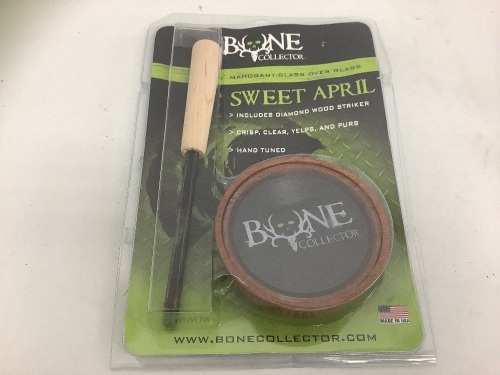 BONE
COLLECTOR
MAHOGANY/GLASS OVER GLASS
SWEET APRIL
> INCLUDES DIAMOND WOOD STRIKER
> CRISP, CLEAR, YELPS, AND PURS
> HAND TUNED
BONE
COLLECTOR
MADE IN USA
WWW.BONECOLLECTOR.COM